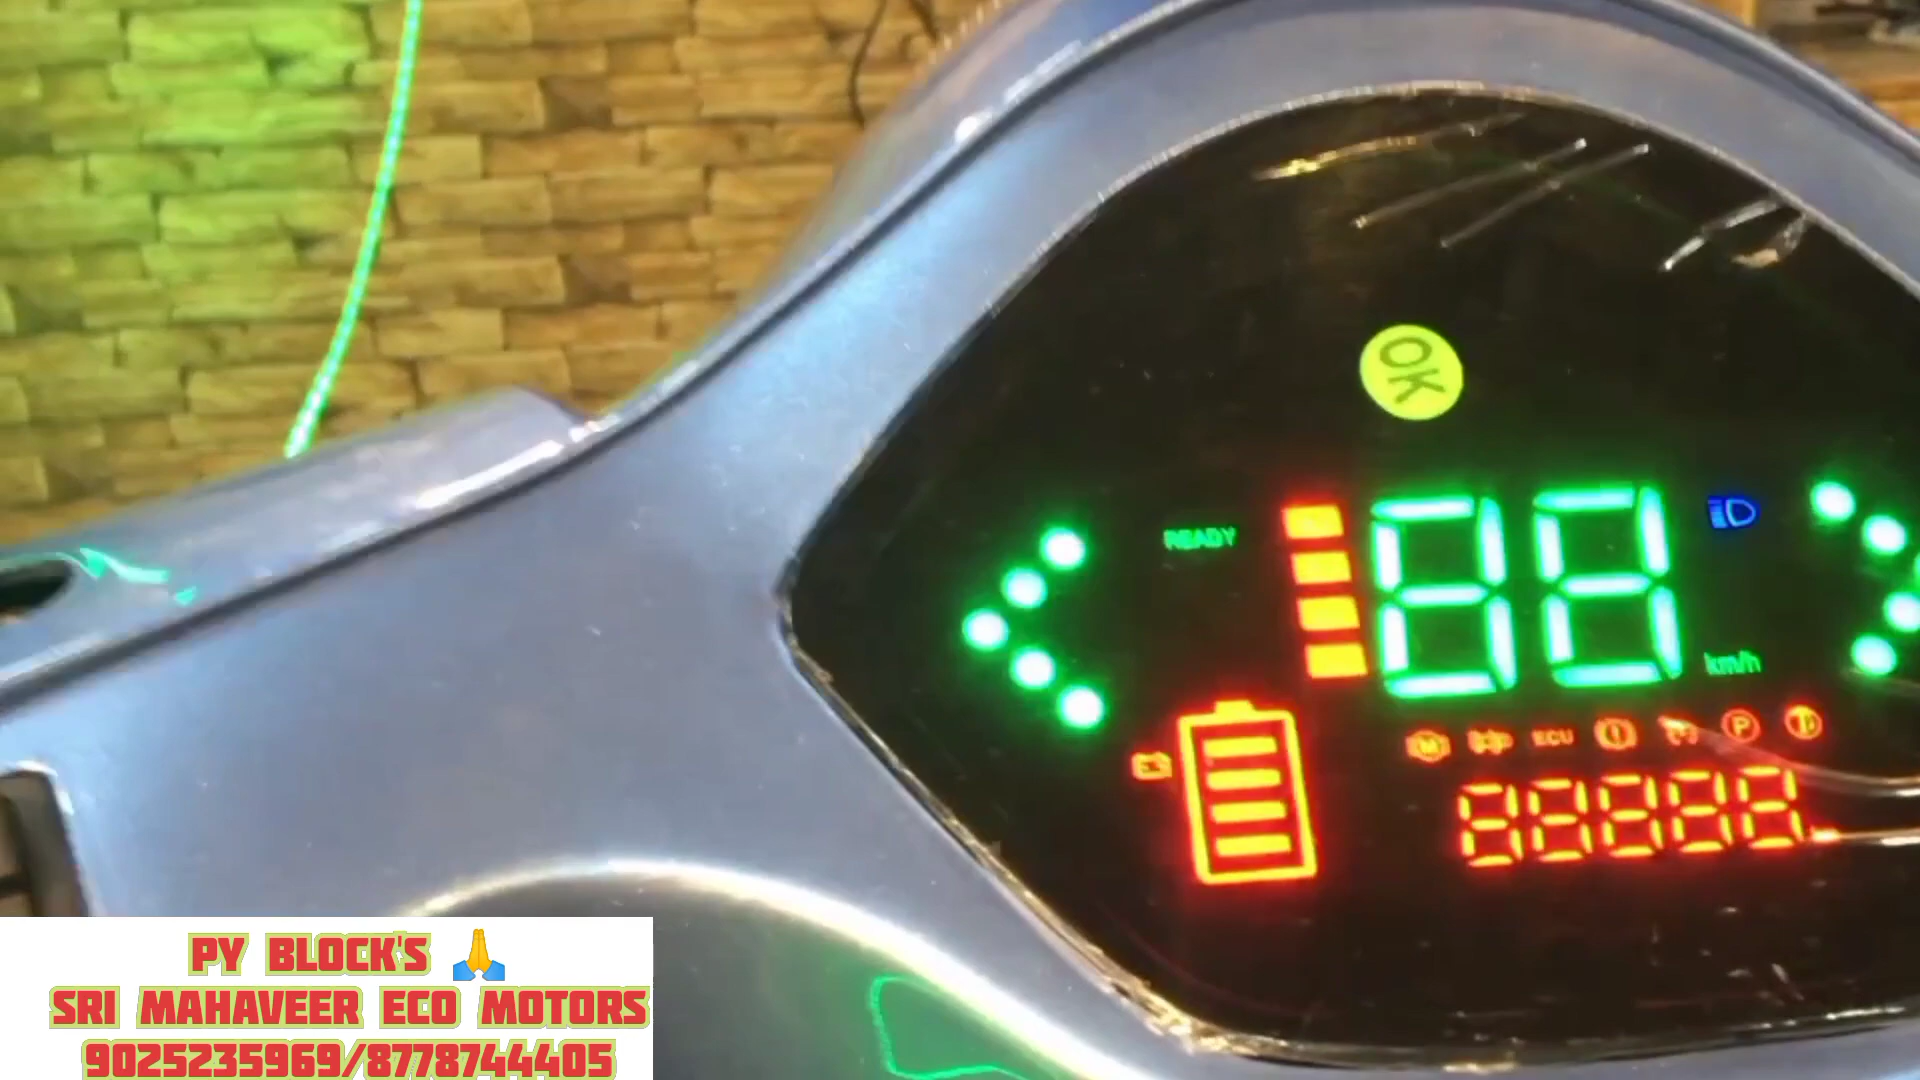 OK
READY
88
km/h
M ECU P
88888.
PY BLOCK'S 🙏
SRI MAHAVEER ECO MOTORS
9025235969/8778744405